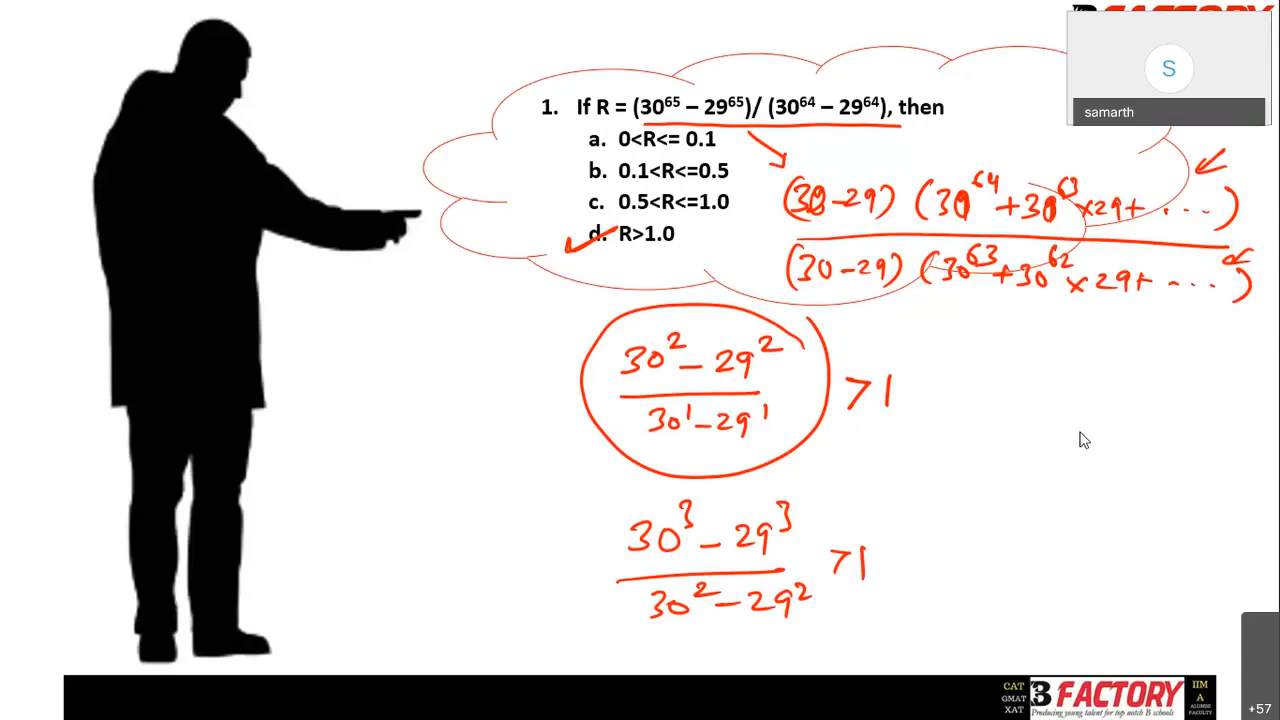 B FACTORY
S
samarth
1. If R = (30⁶⁵ – 29⁶⁵)/ (30⁶⁴ – 29⁶⁴), then
a. 0<R<= 0.1
b. 0.1<R<=0.5
c. 0.5<R<=1.0
d. R>1.0
(30-29) (30⁶⁴ + 30⁶³ ×29+ ....)
(30-29) (30⁶³ +30⁶² ×29+ ....)
30² - 29²
30¹ - 29¹
>1
30³ - 29³
30² - 29²
>1
CAT
GMAT
XAT
B FACTORY
Producing young talent for top notch B schools
IIM
A
ALUMNI
FACULTY
+57